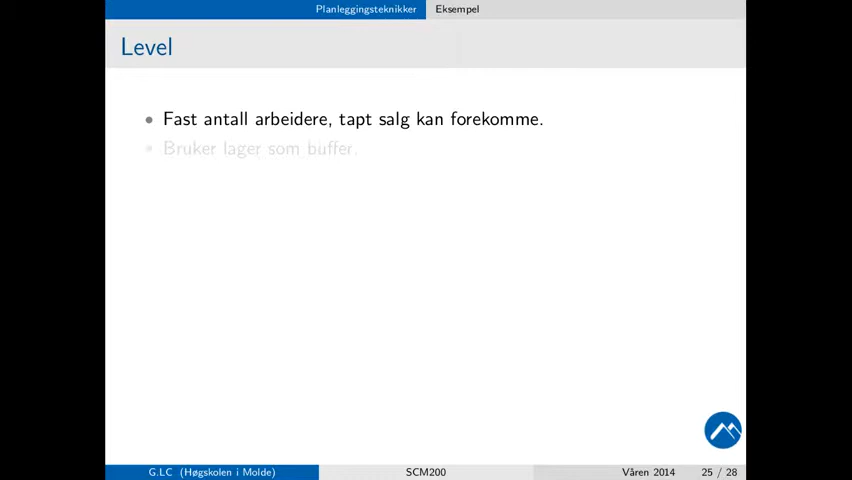 Planleggingsteknikker Eksempel
Level
• Fast antall arbeidere, tapt salg kan forekomme.
• Bruker lager som buffer.
G.LC (Høgskolen i Molde) SCM200 Våren 2014 25 / 28